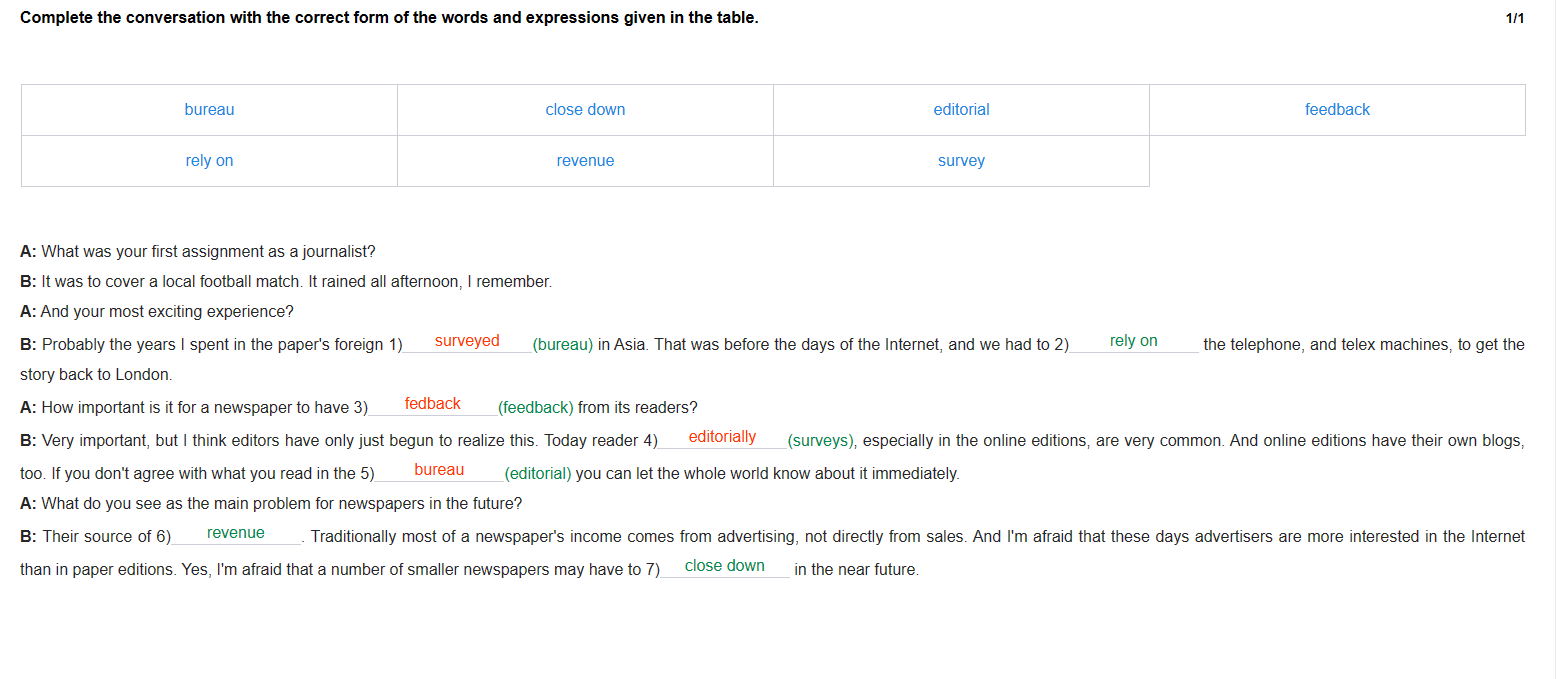 Complete the conversation with the correct form of the words and expressions given in the table. 1/1
bureau close down editorial feedback
rely on revenue survey
A: What was your first assignment as a journalist?
B: It was to cover a local football match. It rained all afternoon, I remember.
A: And your most exciting experience?
B: Probably the years I spent in the paper's foreign 1) surveyed (bureau) in Asia. That was before the days of the Internet, and we had to 2) rely on the telephone, and telex machines, to get the
story back to London.
A: How important is it for a newspaper to have 3) fedback (feedback) from its readers?
B: Very important, but I think editors have only just begun to realize this. Today reader 4) editorially (surveys), especially in the online editions, are very common. And online editions have their own blogs,
too. If you don't agree with what you read in the 5) bureau (editorial) you can let the whole world know about it immediately.
A: What do you see as the main problem for newspapers in the future?
B: Their source of 6) revenue . Traditionally most of a newspaper's income comes from advertising, not directly from sales. And I'm afraid that these days advertisers are more interested in the Internet
than in paper editions. Yes, I'm afraid that a number of smaller newspapers may have to 7) close down in the near future.